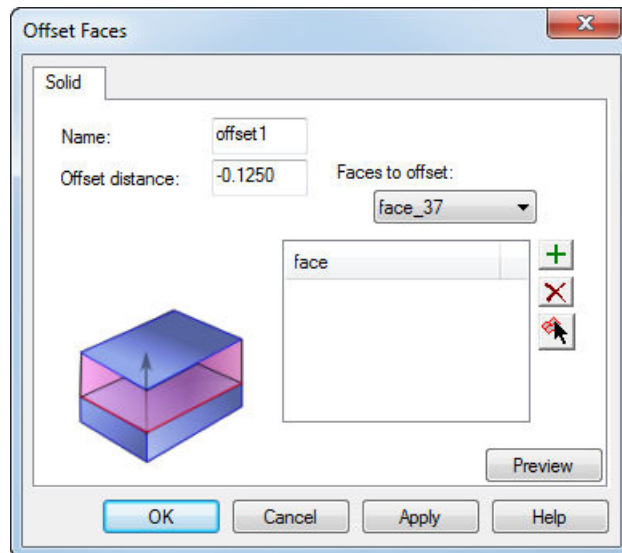 Offset Faces
Solid
Name: offset1
Offset distance: -0.1250 Faces to offset:
face_37
face
Preview
OK Cancel Apply Help